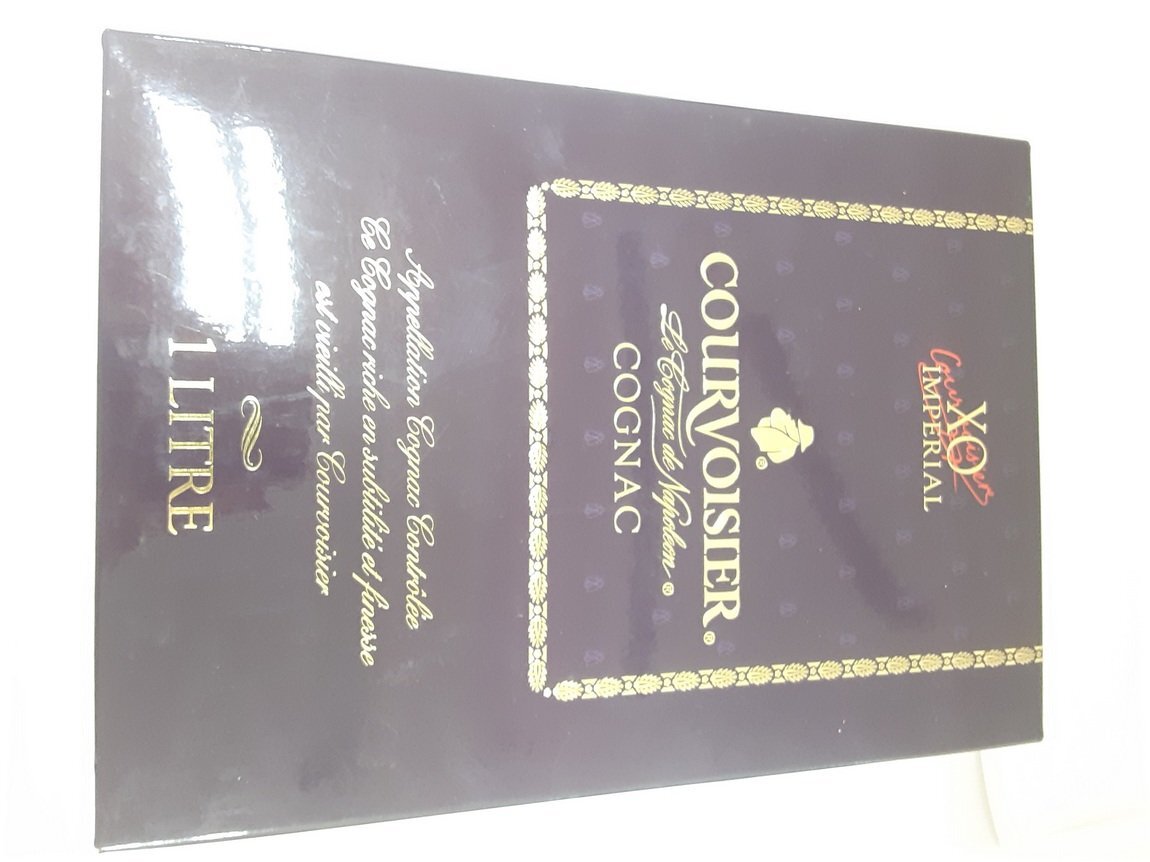 XO
Courvoisier
IMPERIAL
®
COURVOISIER®
Le Cognac de Napoleon®
COGNAC
Appellation Cognac Contrôlée
Ce Cognac riche en subtilité et finesse
est vieilli par Courvoisier
1 LITRE